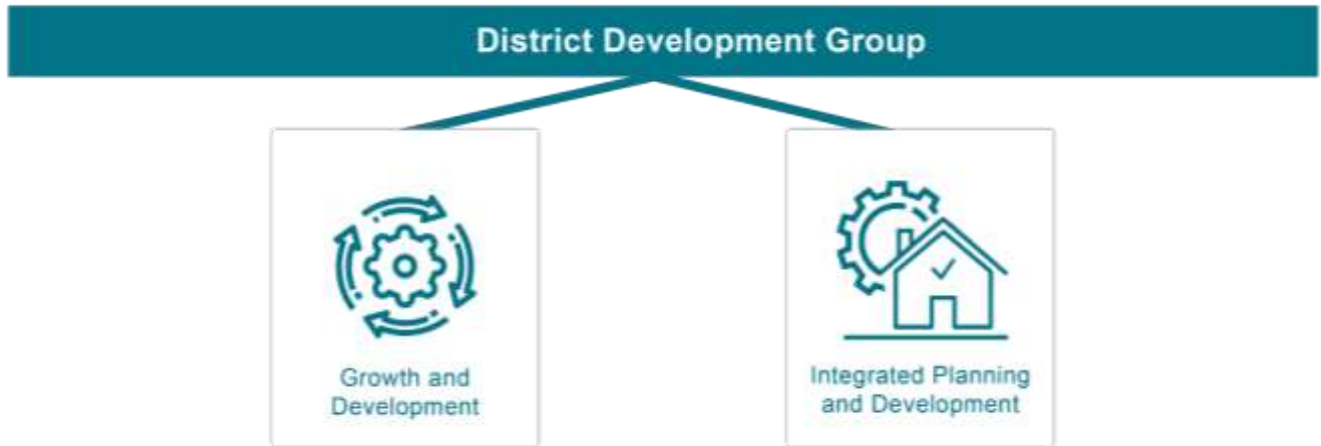 District Development Group
Growth and
Development
Integrated Planning
and Development